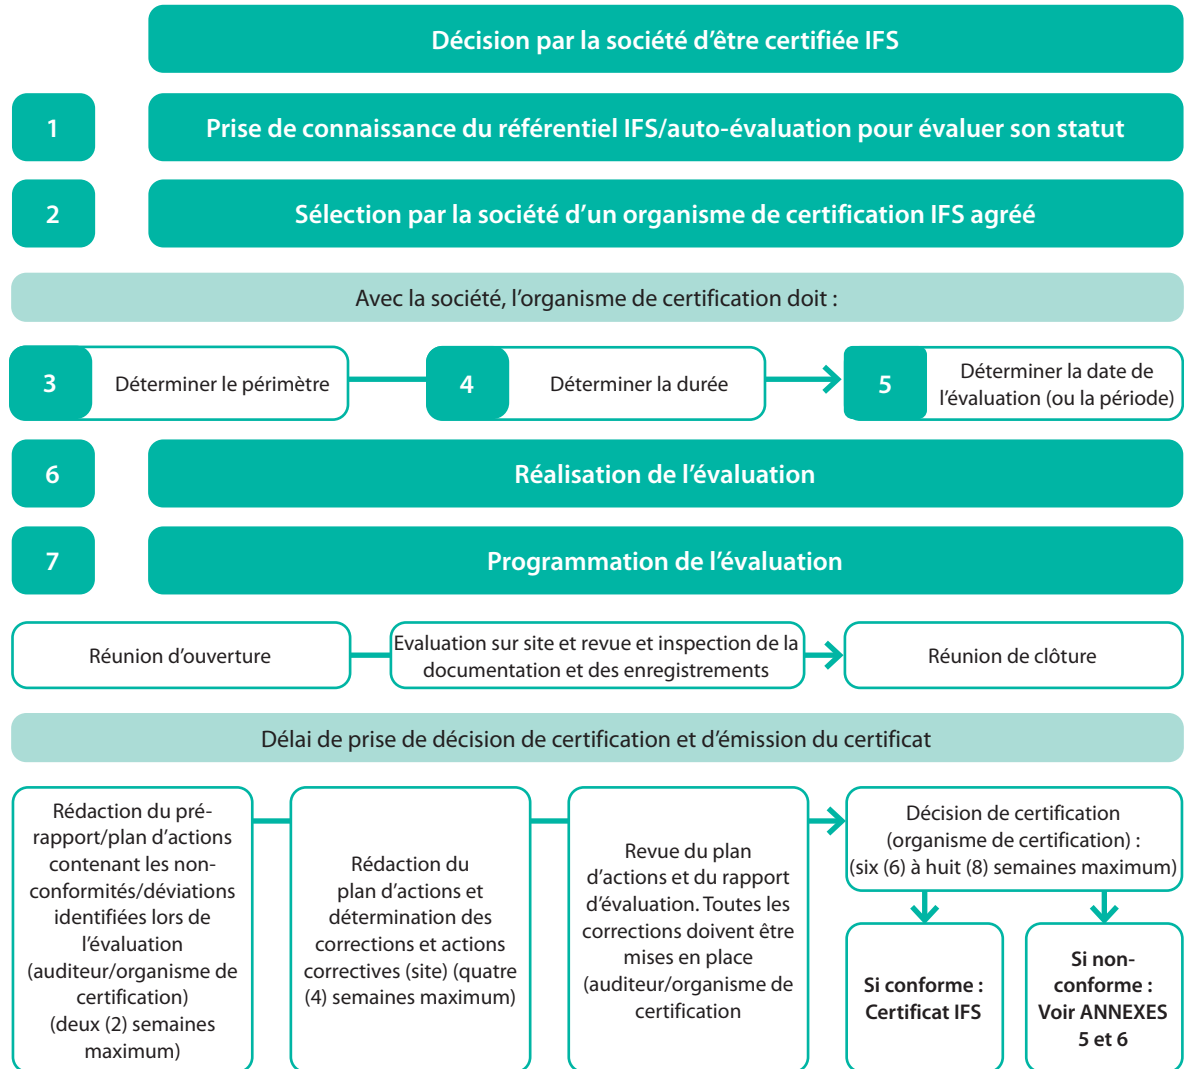 Décision par la société d’être certifiée IFS
1
Prise de connaissance du référentiel IFS/auto-évaluation pour évaluer son statut
2
Sélection par la société d’un organisme de certification IFS agréé
Avec la société, l’organisme de certification doit :
3
Déterminer le périmètre
4
Déterminer la durée
5
Déterminer la date de
l’évaluation (ou la période)
6
Réalisation de l’évaluation
7
Programmation de l’évaluation
Réunion d’ouverture
Evaluation sur site et revue et inspection de la
documentation et des enregistrements
Réunion de clôture
Délai de prise de décision de certification et d’émission du certificat
Rédaction du pré-
rapport/plan d’actions
contenant les non-
conformités/déviations
identifiées lors de
l’évaluation
(auditeur/organisme de
certification)
(deux (2) semaines
maximum)
Rédaction du
plan d’actions et
détermination des
corrections et actions
correctives (site) (quatre
(4) semaines maximum)
Revue du plan
d’actions et du rapport
d’évaluation. Toutes les
corrections doivent être
mises en place
(auditeur/organisme de
certification
Décision de certification
(organisme de certification) :
(six (6) à huit (8) semaines maximum)
Si conforme :
Certificat IFS
Si non-
conforme :
Voir ANNEXES
5 et 6